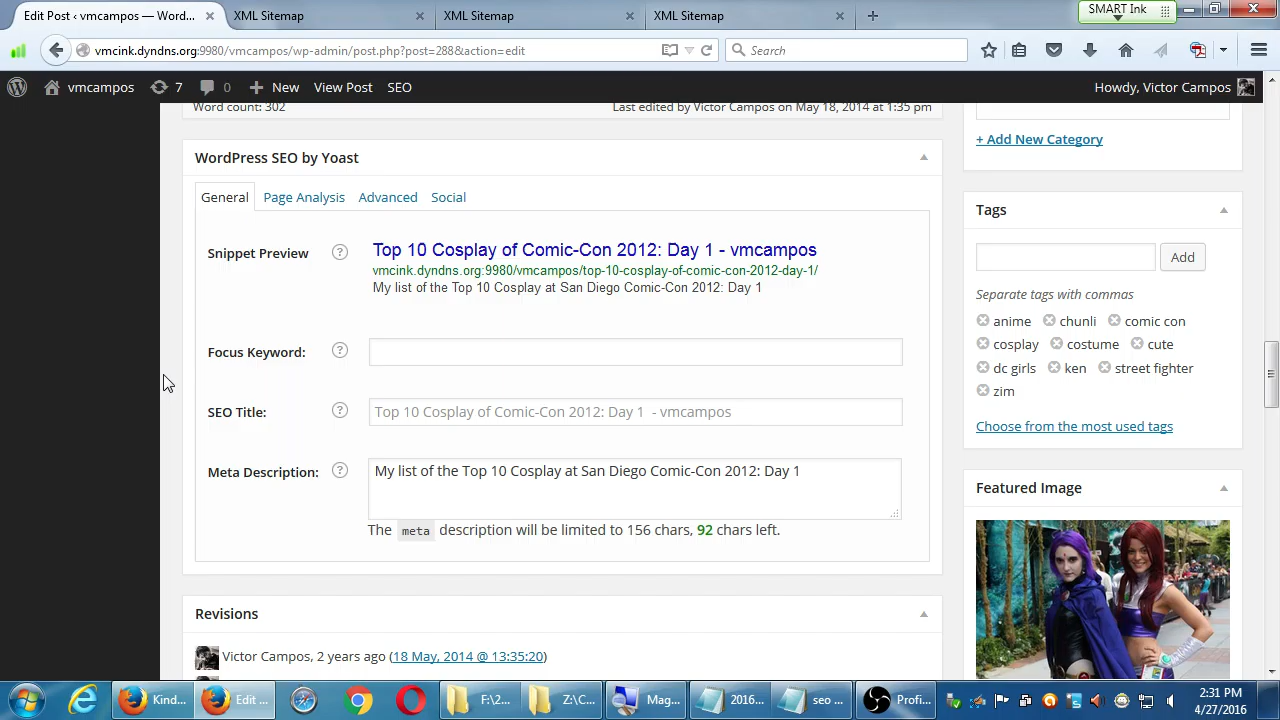 Edit Post ‹ vmcampos — Wor...
XML Sitemap
XML Sitemap
XML Sitemap
SMART Ink
vmcink.dyndns.org:9980/vmcampos/wp-admin/post.php?post=288&action=edit
Search
vmcampos
7
0
New
View Post
SEO
Howdy, Victor Campos
Word count: 302
Last edited by Victor Campos on May 18, 2014 at 1:35 pm
+ Add New Category
WordPress SEO by Yoast
General
Page Analysis
Advanced
Social
Snippet Preview
?
Top 10 Cosplay of Comic-Con 2012: Day 1 - vmcampos
vmcink.dyndns.org:9980/vmcampos/top-10-cosplay-of-comic-con-2012-day-1/
My list of the Top 10 Cosplay at San Diego Comic-Con 2012: Day 1
Focus Keyword:
?
SEO Title:
?
Top 10 Cosplay of Comic-Con 2012: Day 1 - vmcampos
Meta Description:
?
My list of the Top 10 Cosplay at San Diego Comic-Con 2012: Day 1
The meta description will be limited to 156 chars, 92 chars left.
Tags
Add
Separate tags with commas
anime chunli comic con
cosplay costume cute
dc girls ken street fighter
zim
Choose from the most used tags
Featured Image
Revisions
Victor Campos, 2 years ago (18 May, 2014 @ 13:35:20)
Kind...
Edit ...
F:\2...
Z:\C...
Mag...
2016...
seo ...
Profi...
2:31 PM
4/27/2016